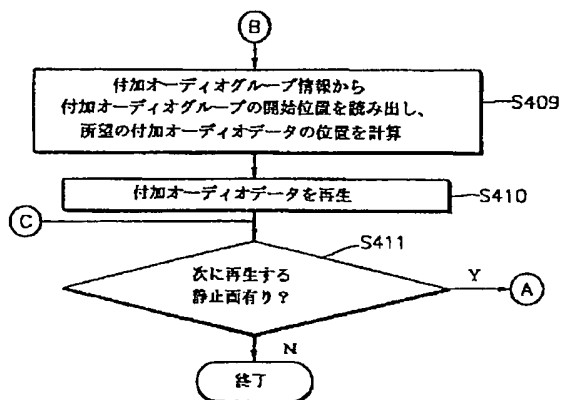 B
付加オーディオグループ情報から
付加オーディオグループの開始位置を読み出し、
所望の付加オーディオデータの位置を計算
S409
付加オーディオデータを再生
S410
C
S411
次に再生する
静止画有り?
Y
A
N
終了